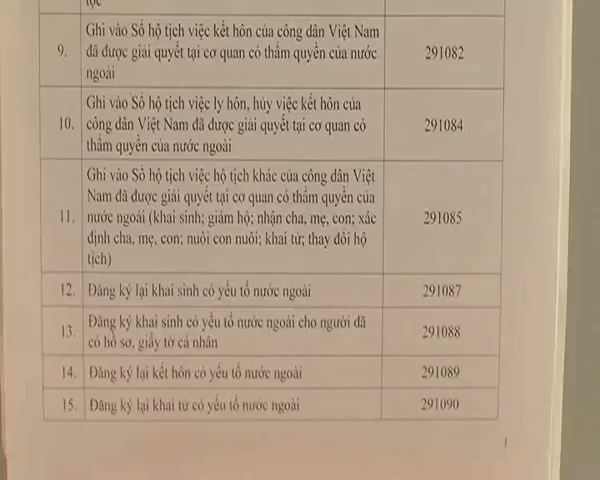 tộc
9. Ghi vào Sổ hộ tịch việc kết hôn của công dân Việt Nam
đã được giải quyết tại cơ quan có thẩm quyền của nước
ngoài
291082
10. Ghi vào Sổ hộ tịch việc ly hôn, hủy việc kết hôn của
công dân Việt Nam đã được giải quyết tại cơ quan có
thẩm quyền của nước ngoài
291084
11. Ghi vào Sổ hộ tịch việc hộ tịch khác của công dân Việt
Nam đã được giải quyết tại cơ quan có thẩm quyền của
nước ngoài (khai sinh; giám hộ; nhận cha, mẹ, con; xác
định cha, mẹ, con; nuôi con nuôi; khai tử; thay đổi hộ
tịch)
291085
12. Đăng ký lại khai sinh có yếu tố nước ngoài 291087
13. Đăng ký khai sinh có yếu tố nước ngoài cho người đã
có hồ sơ, giấy tờ cá nhân
291088
14. Đăng ký lại kết hôn có yếu tố nước ngoài 291089
15. Đăng ký lại khai tử có yếu tố nước ngoài 291090
1